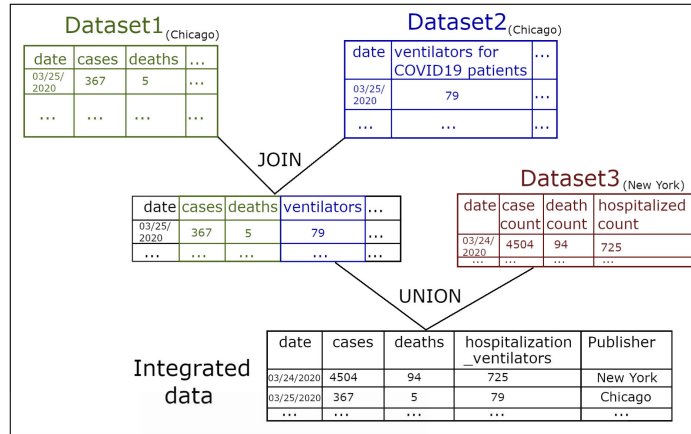 Dataset1(Chicago)
date cases deaths ...
03/25/
2020 367 5 ...
... ... ... ...
Dataset2(Chicago)
date ventilators for ...
COVID19 patients
03/25/
2020 79 ...
... ... ...
JOIN
date cases deaths ventilators ...
03/25/
2020 367 5 79 ...
... ... ... ... ...
Dataset3(New York)
date case death hospitalized
count count count
03/24/
2020 4504 94 725
... ... ... ...
UNION
Integrated
data
date cases deaths hospitalization Publisher
_ventilators
03/24/2020 4504 94 725 New York
03/25/2020 367 5 79 Chicago
... ... ... ... ...